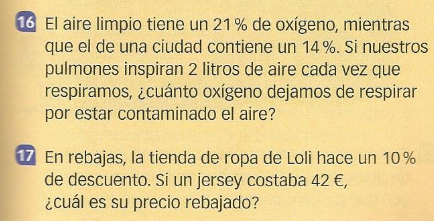 16 El aire limpio tiene un 21 % de oxígeno, mientras
que el de una ciudad contiene un 14 %. Si nuestros
pulmones inspiran 2 litros de aire cada vez que
respiramos, ¿cuánto oxígeno dejamos de respirar
por estar contaminado el aire?
17 En rebajas, la tienda de ropa de Loli hace un 10 %
de descuento. Si un jersey costaba 42 €,
¿cuál es su precio rebajado?